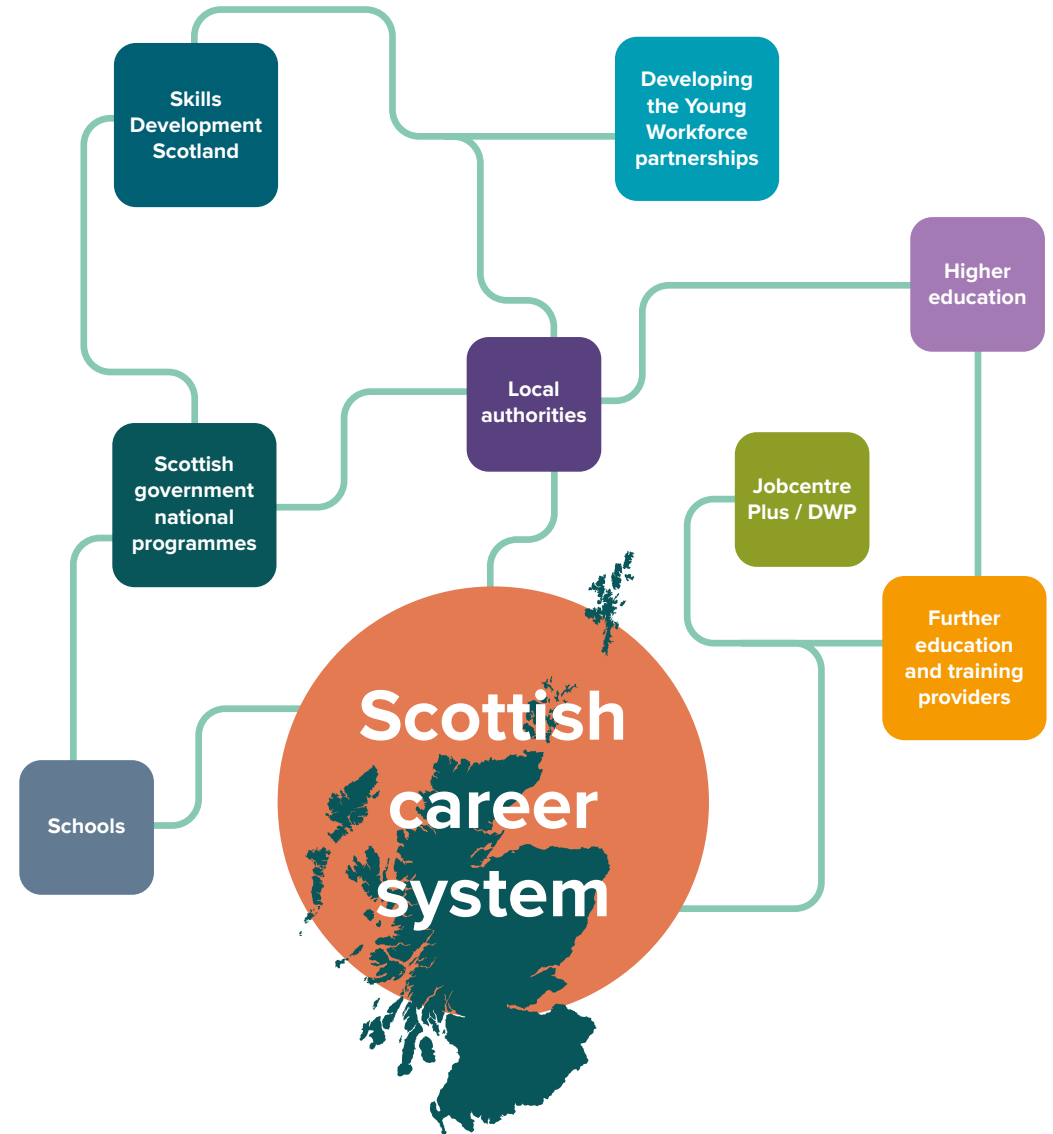 Skills
Development
Scotland
Developing
the Young
Workforce
partnerships
Higher
education
Local
authorities
Scottish
government
national
programmes
Jobcentre
Plus / DWP
Further
education
and training
providers
Schools
Scottish
career
system